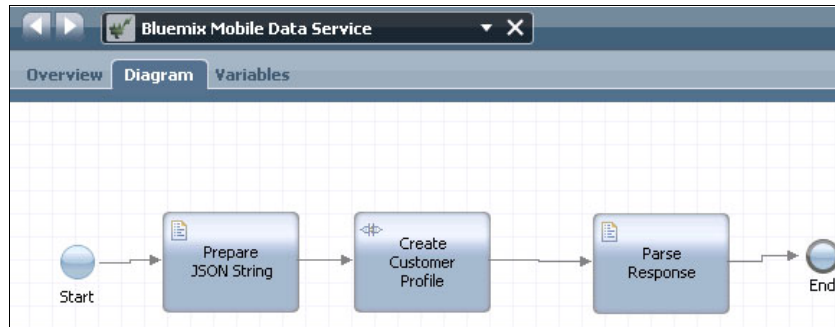 Bluemix Mobile Data Service
Overview Diagram Variables
Prepare
JSON String
Create
Customer
Profile
Parse
Response
Start
End